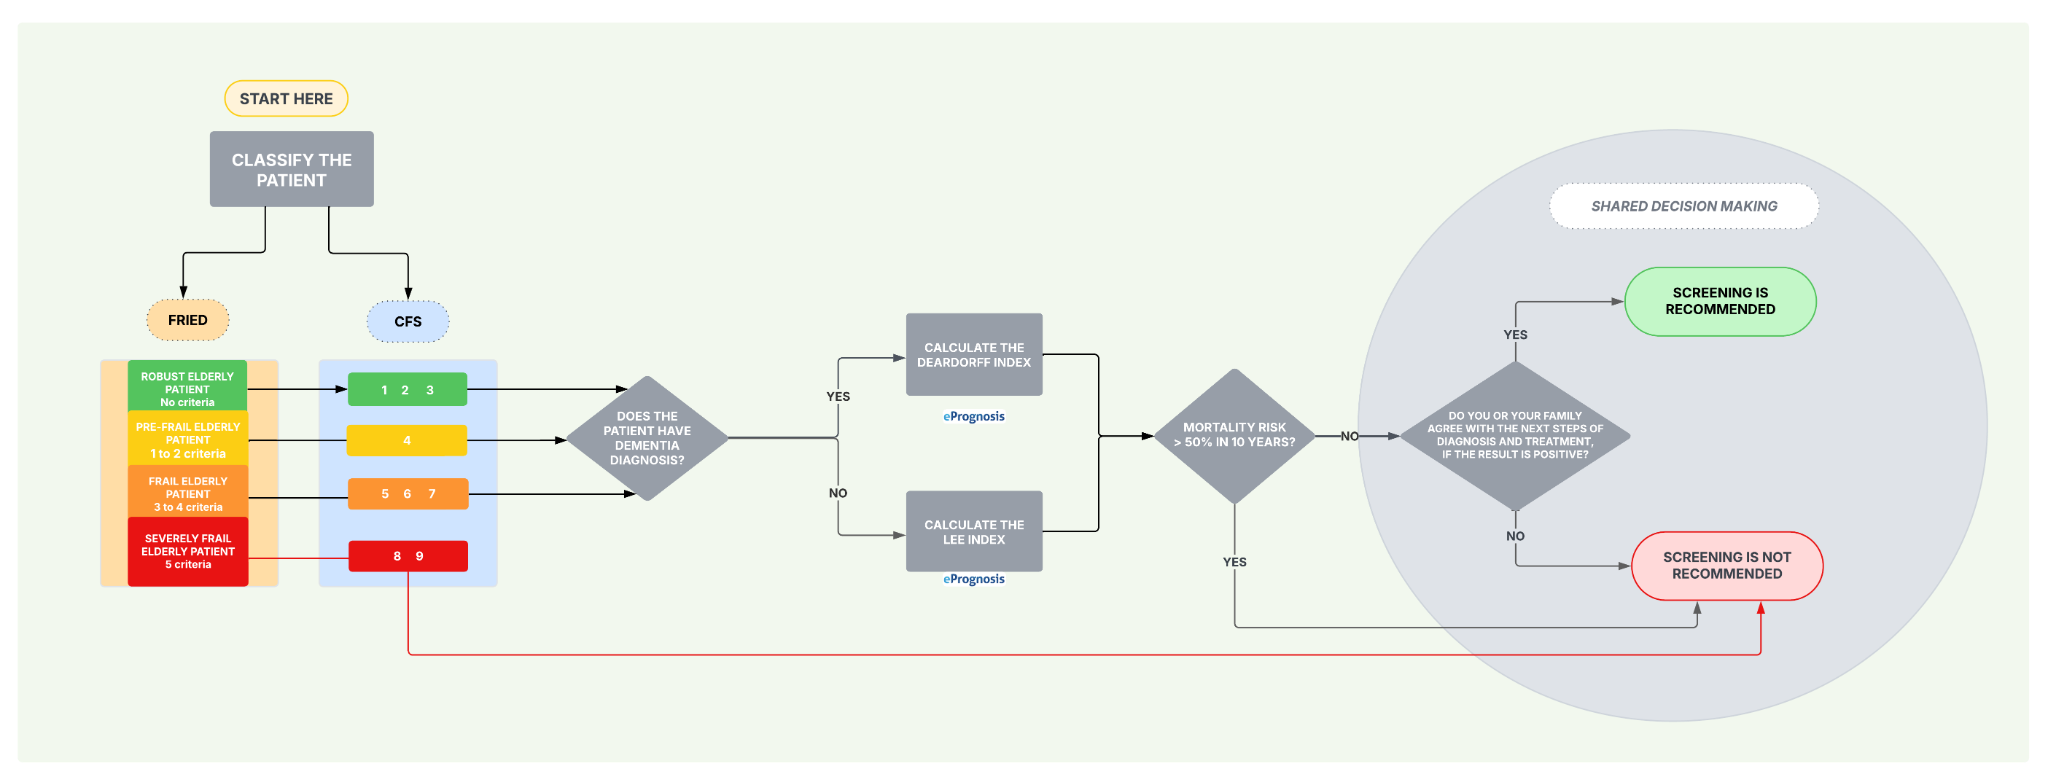 START HERE
CLASSIFY THE
PATIENT
FRIED
CFS
ROBUST ELDERLY
PATIENT
No criteria
PRE-FRAIL ELDERLY
PATIENT
1 to 2 criteria
FRAIL ELDERLY
PATIENT
3 to 4 criteria
SEVERELY FRAIL
ELDERLY PATIENT
5 criteria
1 2 3
4
5 6 7
8 9
DOES THE
PATIENT HAVE
DEMENTIA
DIAGNOSIS?
YES
NO
CALCULATE THE
DEARDORFF INDEX
ePrognosis
CALCULATE THE
LEE INDEX
ePrognosis
MORTALITY RISK
> 50% IN 10 YEARS?
NO
YES
SHARED DECISION MAKING
DO YOU OR YOUR FAMILY
AGREE WITH THE NEXT STEPS OF
DIAGNOSIS AND TREATMENT,
IF THE RESULT IS POSITIVE?
YES
NO
SCREENING IS
RECOMMENDED
SCREENING IS NOT
RECOMMENDED